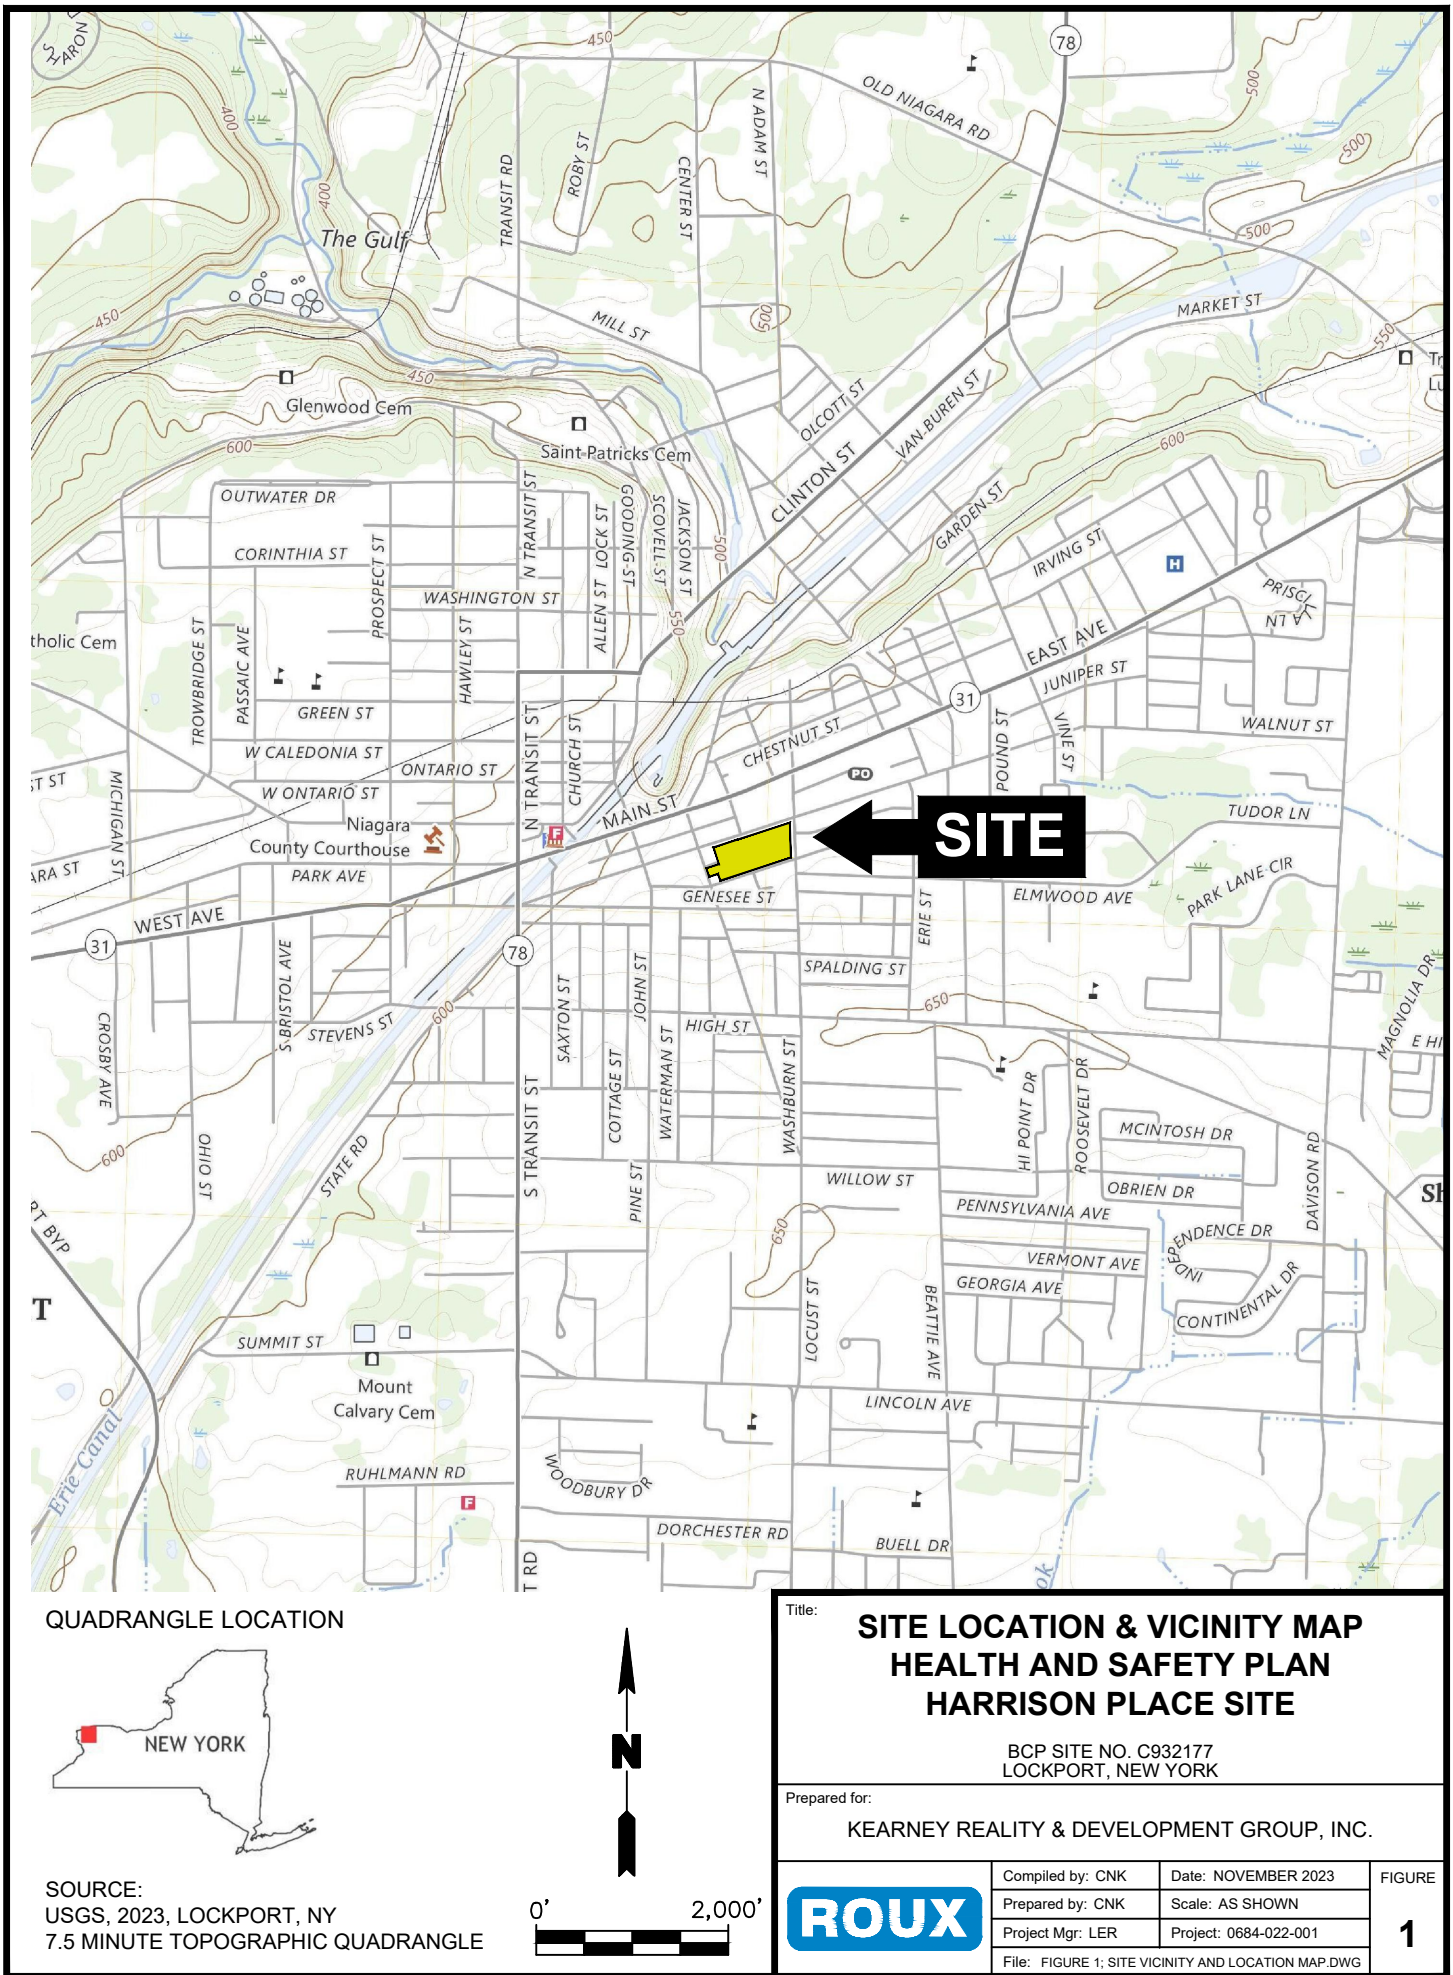 S
HARON
450
78
500
400
OLD NIAGARA RD
N ADAM ST
ROBY ST
CENTER ST
TRANSIT RD
500
400
The Gulf
500
MARKET ST
450
500
MILL ST
550
450
Glenwood Cem
OLCOTT ST
VAN BUREN ST
Tr
Lu
600
Saint Patricks Cem
600
CLINTON ST
OUTWATER DR
N TRANSIT ST
GOODING ST
SCOVELL ST
JACKSON ST
GARDEN ST
LOCK ST
500
CORINTHIA ST
PROSPECT ST
IRVING ST
H
WASHINGTON ST
ALLEN ST
550
PRISCILLA LN
tholic Cem
TROWBRIDGE ST
PASSAIC AVE
HAWLEY ST
EAST AVE
JUNIPER ST
31
GREEN ST
N TRANSIT ST
CHURCH ST
CHESTNUT ST
POUND ST
VINE ST
WALNUT ST
W CALEDONIA ST
ONTARIO ST
PO
ST ST
MICHIGAN ST
W ONTARIO ST
MAIN ST
TUDOR LN
Niagara
County Courthouse
F
SITE
ARA ST
PARK AVE
GENESEE ST
ERIE ST
ELMWOOD AVE
PARK LANE CIR
WEST AVE
31
78
S BRISTOL AVE
SAXTON ST
JOHN ST
SPALDING ST
MAGNOLIA DR
CROSBY AVE
STEVENS ST
600
HIGH ST
650
E HI
COTTAGE ST
WATERMAN ST
WASHBURN ST
HI POINT DR
ROOSEVELT DR
600
OHIO ST
STATE RD
S TRANSIT ST
MCINTOSH DR
DAVISON RD
PINE ST
WILLOW ST
OBRIEN DR
SH
RT BYP
650
PENNSYLVANIA AVE
INDEPENDENCE DR
VERMONT AVE
T
GEORGIA AVE
CONTINENTAL DR
LOCUST ST
BEATTIE AVE
SUMMIT ST
Mount
Calvary Cem
LINCOLN AVE
Erie Canal
RUHLMANN RD
WOODBURY DR
F
DORCHESTER RD
BUELL DR
T RD
ok
QUADRANGLE LOCATION
NEW YORK
SOURCE:
USGS, 2023, LOCKPORT, NY
7.5 MINUTE TOPOGRAPHIC QUADRANGLE
N
0' 2,000'
Title:
SITE LOCATION & VICINITY MAP
HEALTH AND SAFETY PLAN
HARRISON PLACE SITE
BCP SITE NO. C932177
LOCKPORT, NEW YORK
Prepared for:
KEARNEY REALITY & DEVELOPMENT GROUP, INC.
ROUX
Compiled by: CNK
Date: NOVEMBER 2023
FIGURE
Prepared by: CNK
Scale: AS SHOWN
1
Project Mgr: LER
Project: 0684-022-001
File: FIGURE 1; SITE VICINITY AND LOCATION MAP.DWG